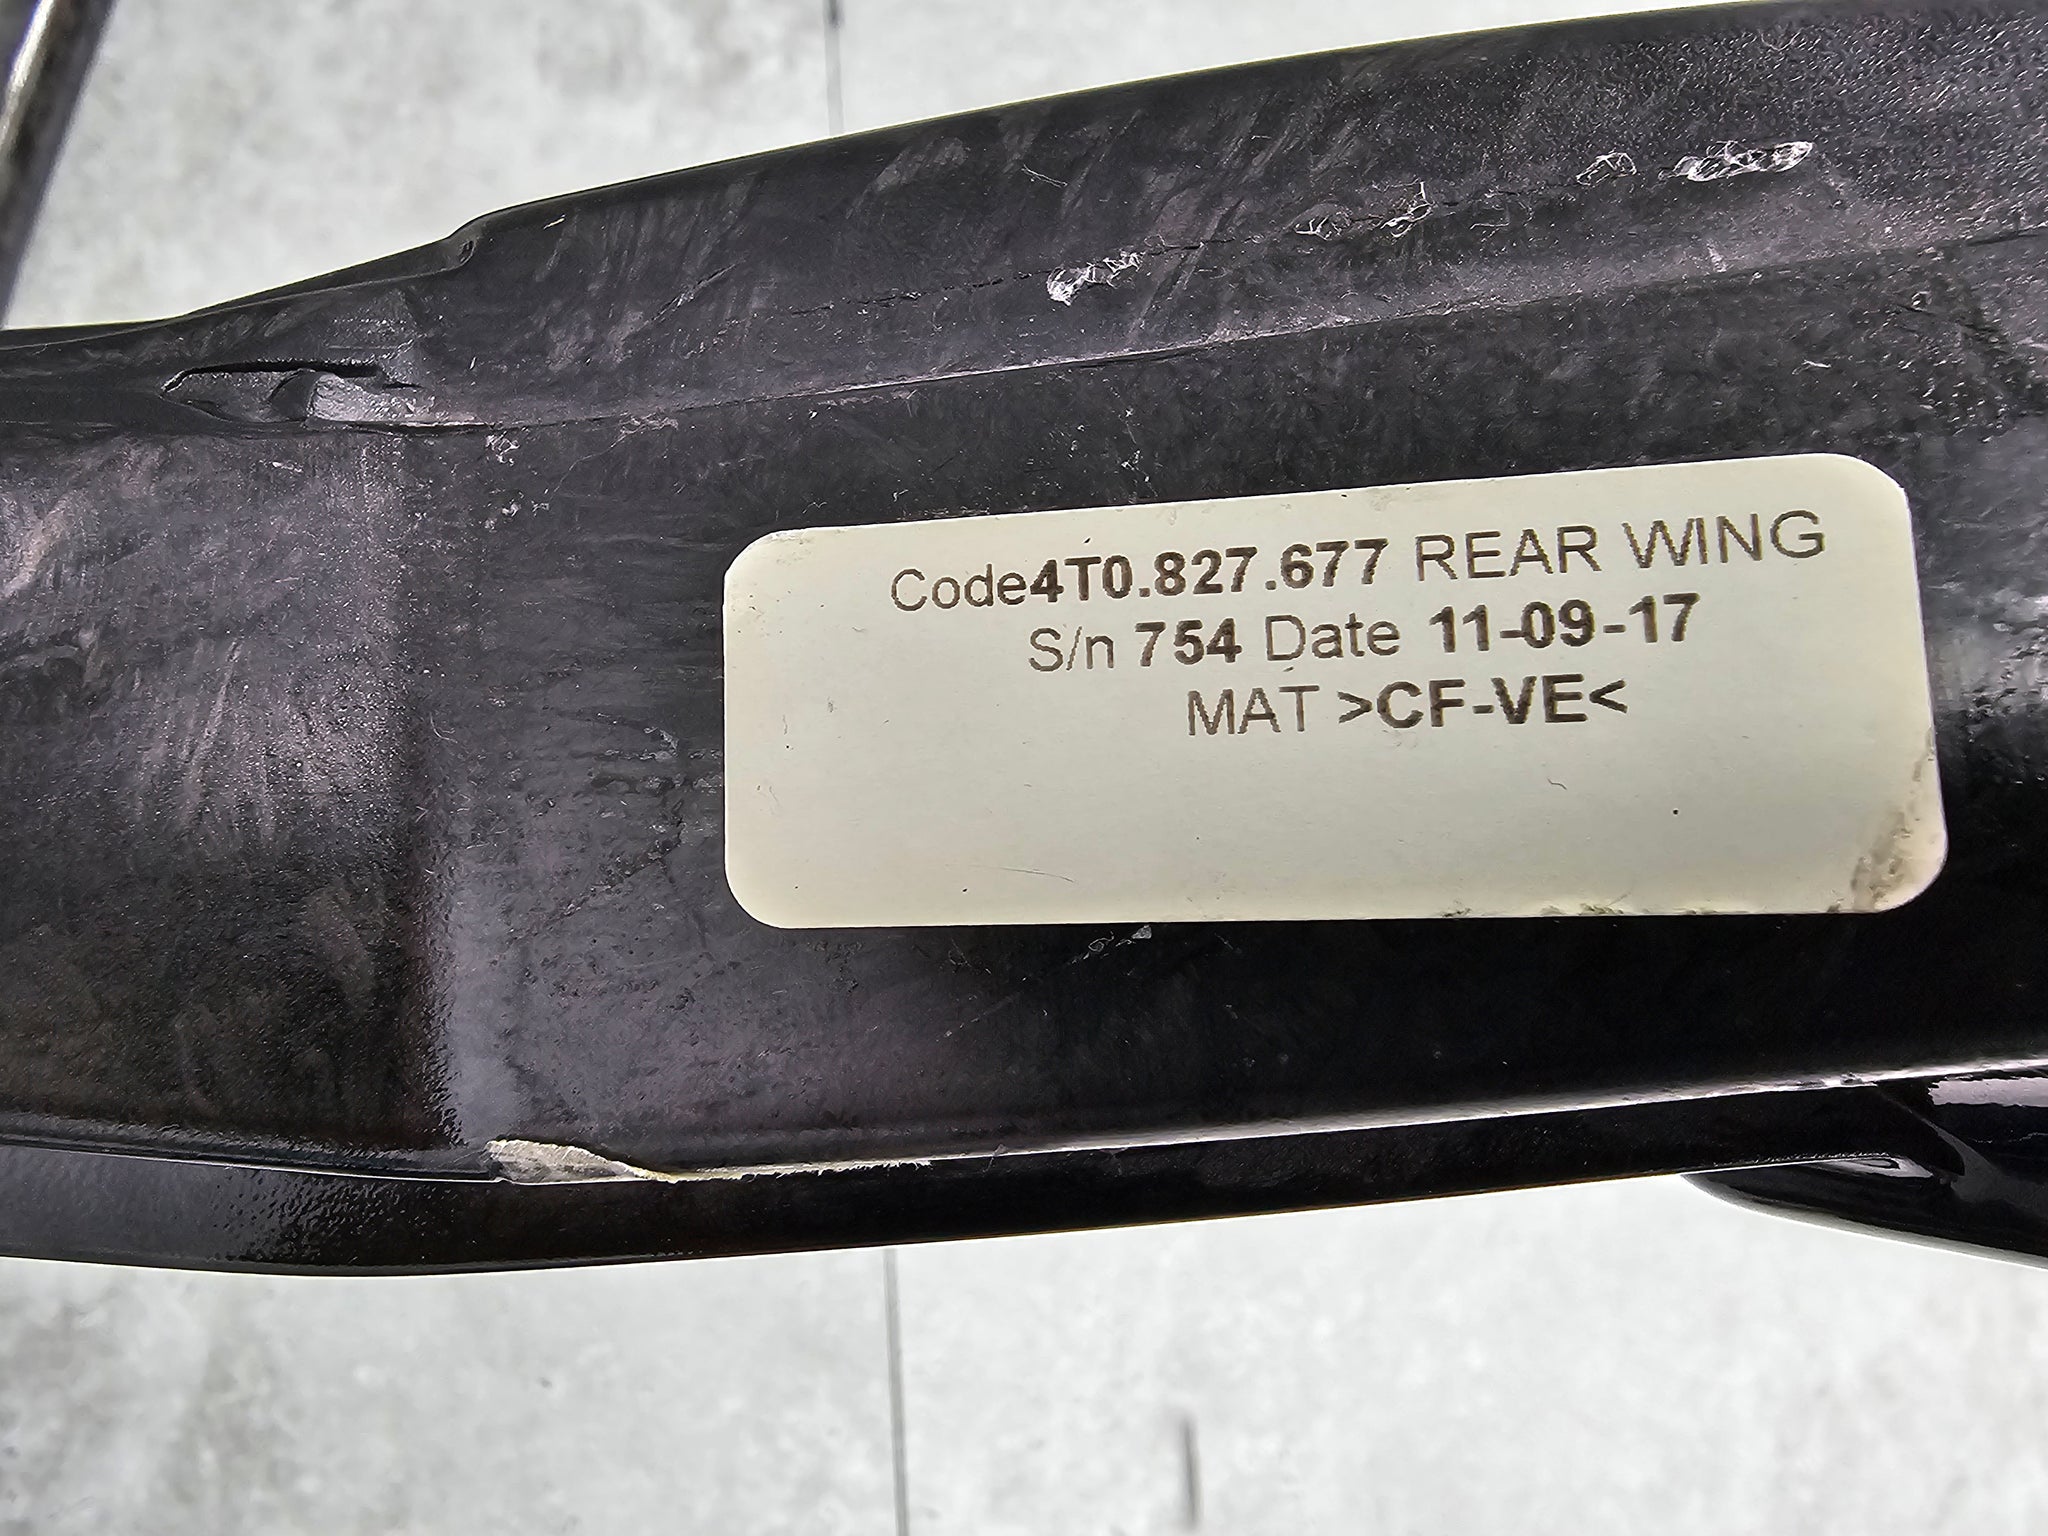 Code4T0.827.677 REAR WING
S/n 754 Date 11-09-17
MAT >CF-VE<